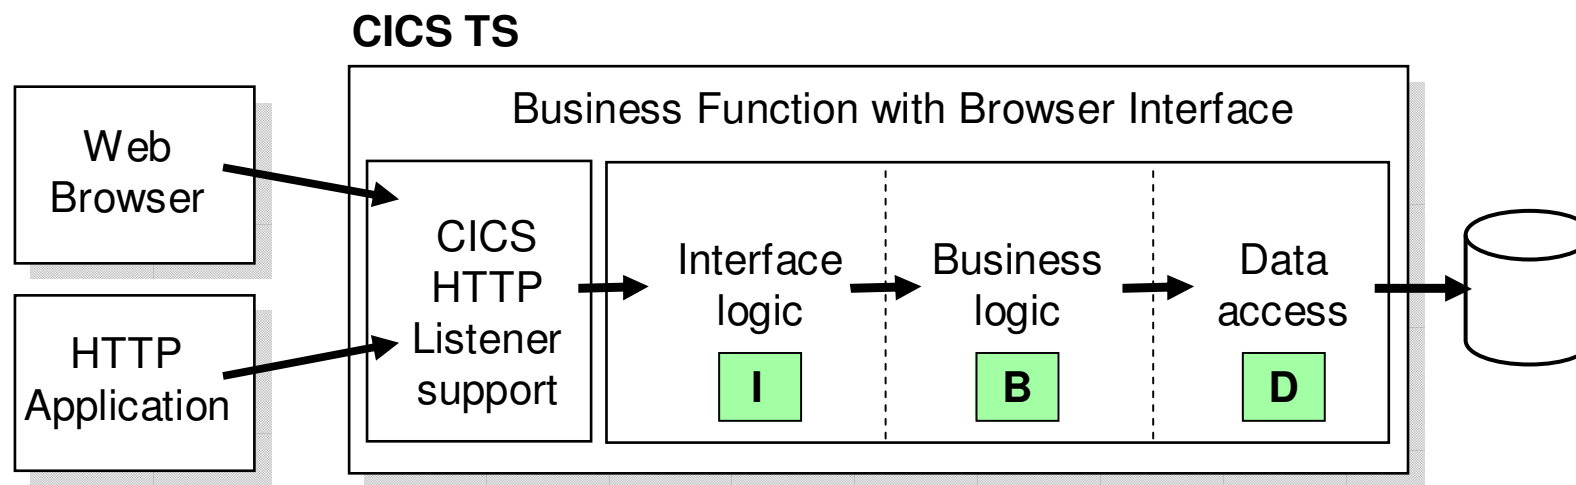 CICS TS
Business Function with Browser Interface
Web
Browser
HTTP
Application
CICS
HTTP
Listener
support
Interface
logic
I
Business
logic
B
Data
access
D